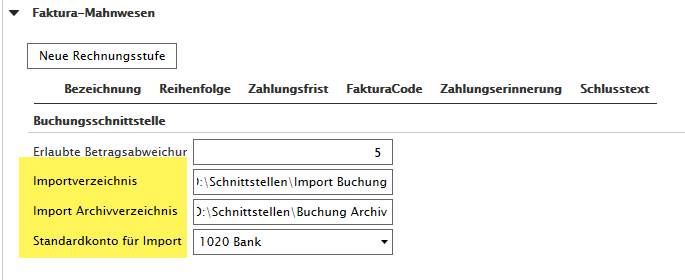 Faktura-Mahnwesen
Neue Rechnungsstufe
Bezeichnung Reihenfolge Zahlungsfrist FakturaCode Zahlungserinnerung Schlusstext
Buchungsschnittstelle
Erlaubte Betragsabweichur 5
Importverzeichnis ):\Schnittstellen\Import Buchung
Import Archivverzeichnis ):\Schnittstellen\Buchung Archiv
Standardkonto für Import 1020 Bank